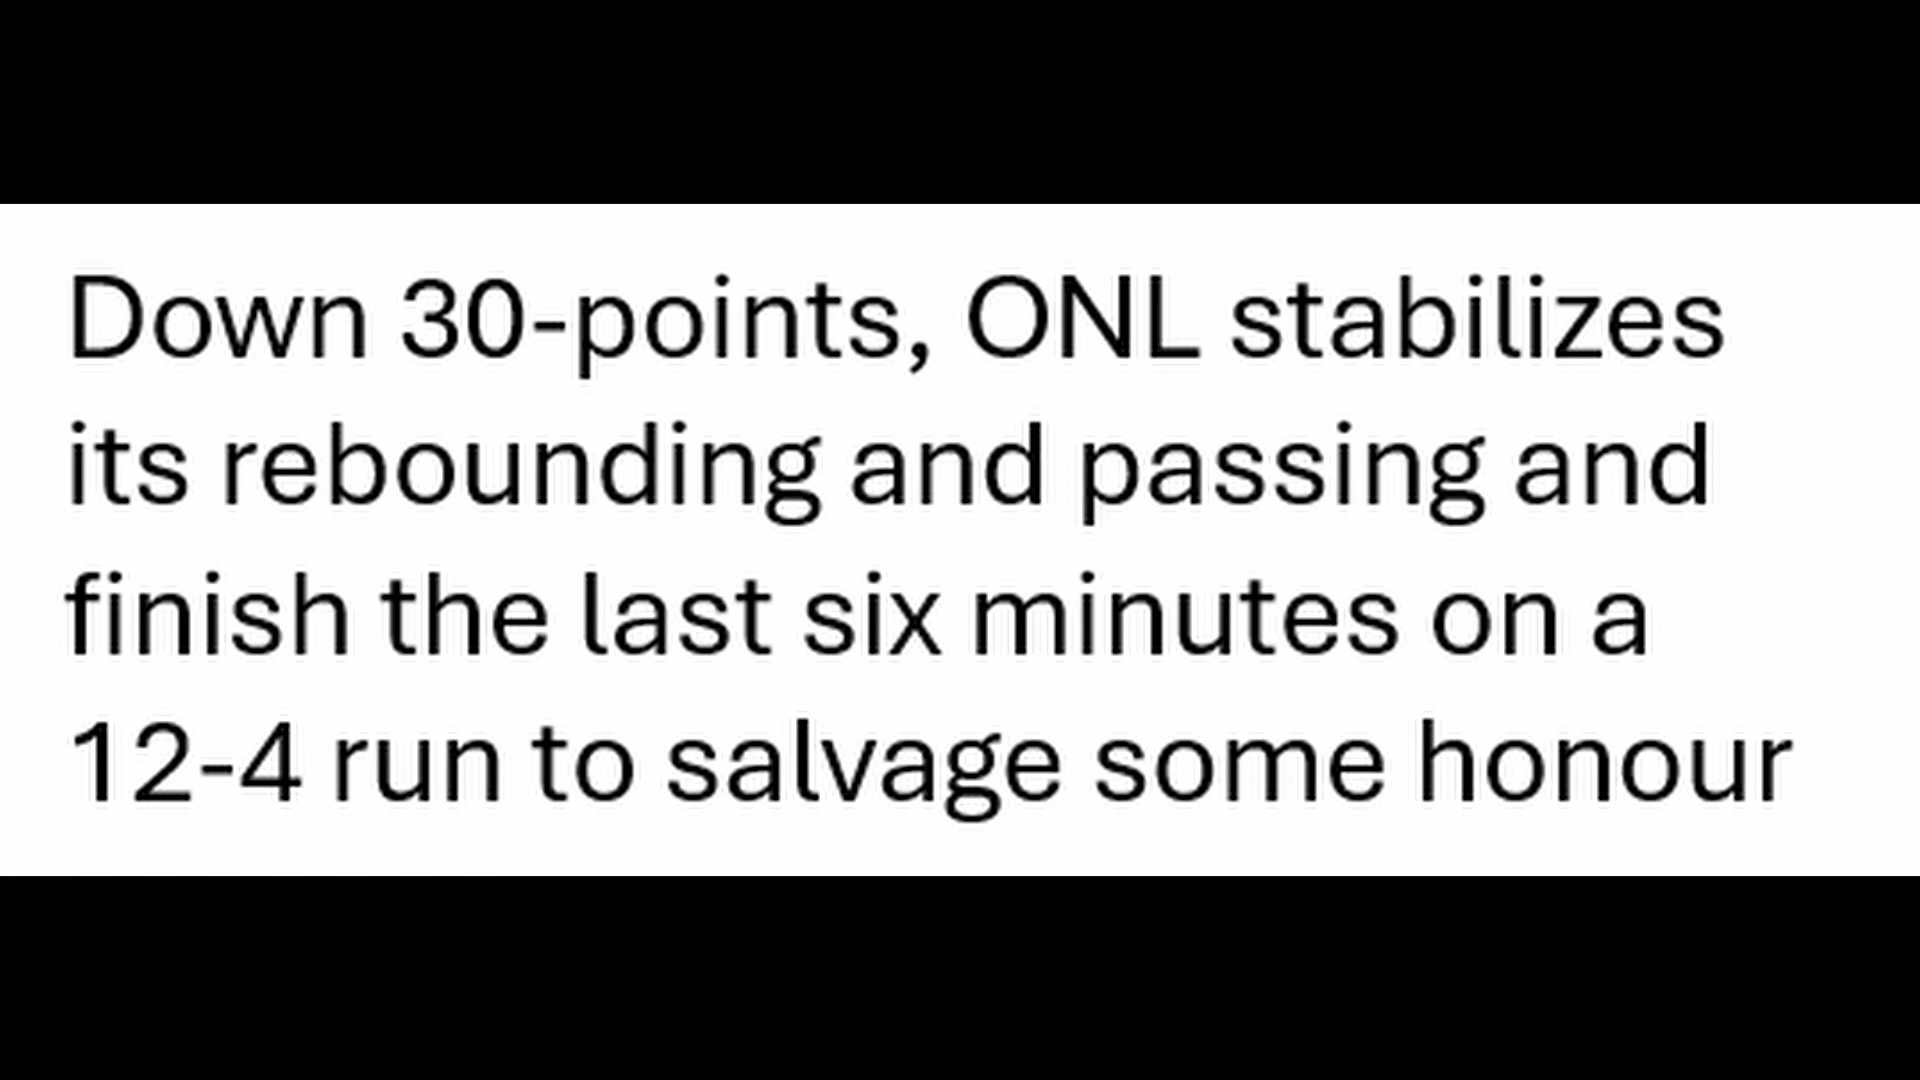 Down 30-points, ONL stabilizes
its rebounding and passing and
finish the last six minutes on a
12-4 run to salvage some honour